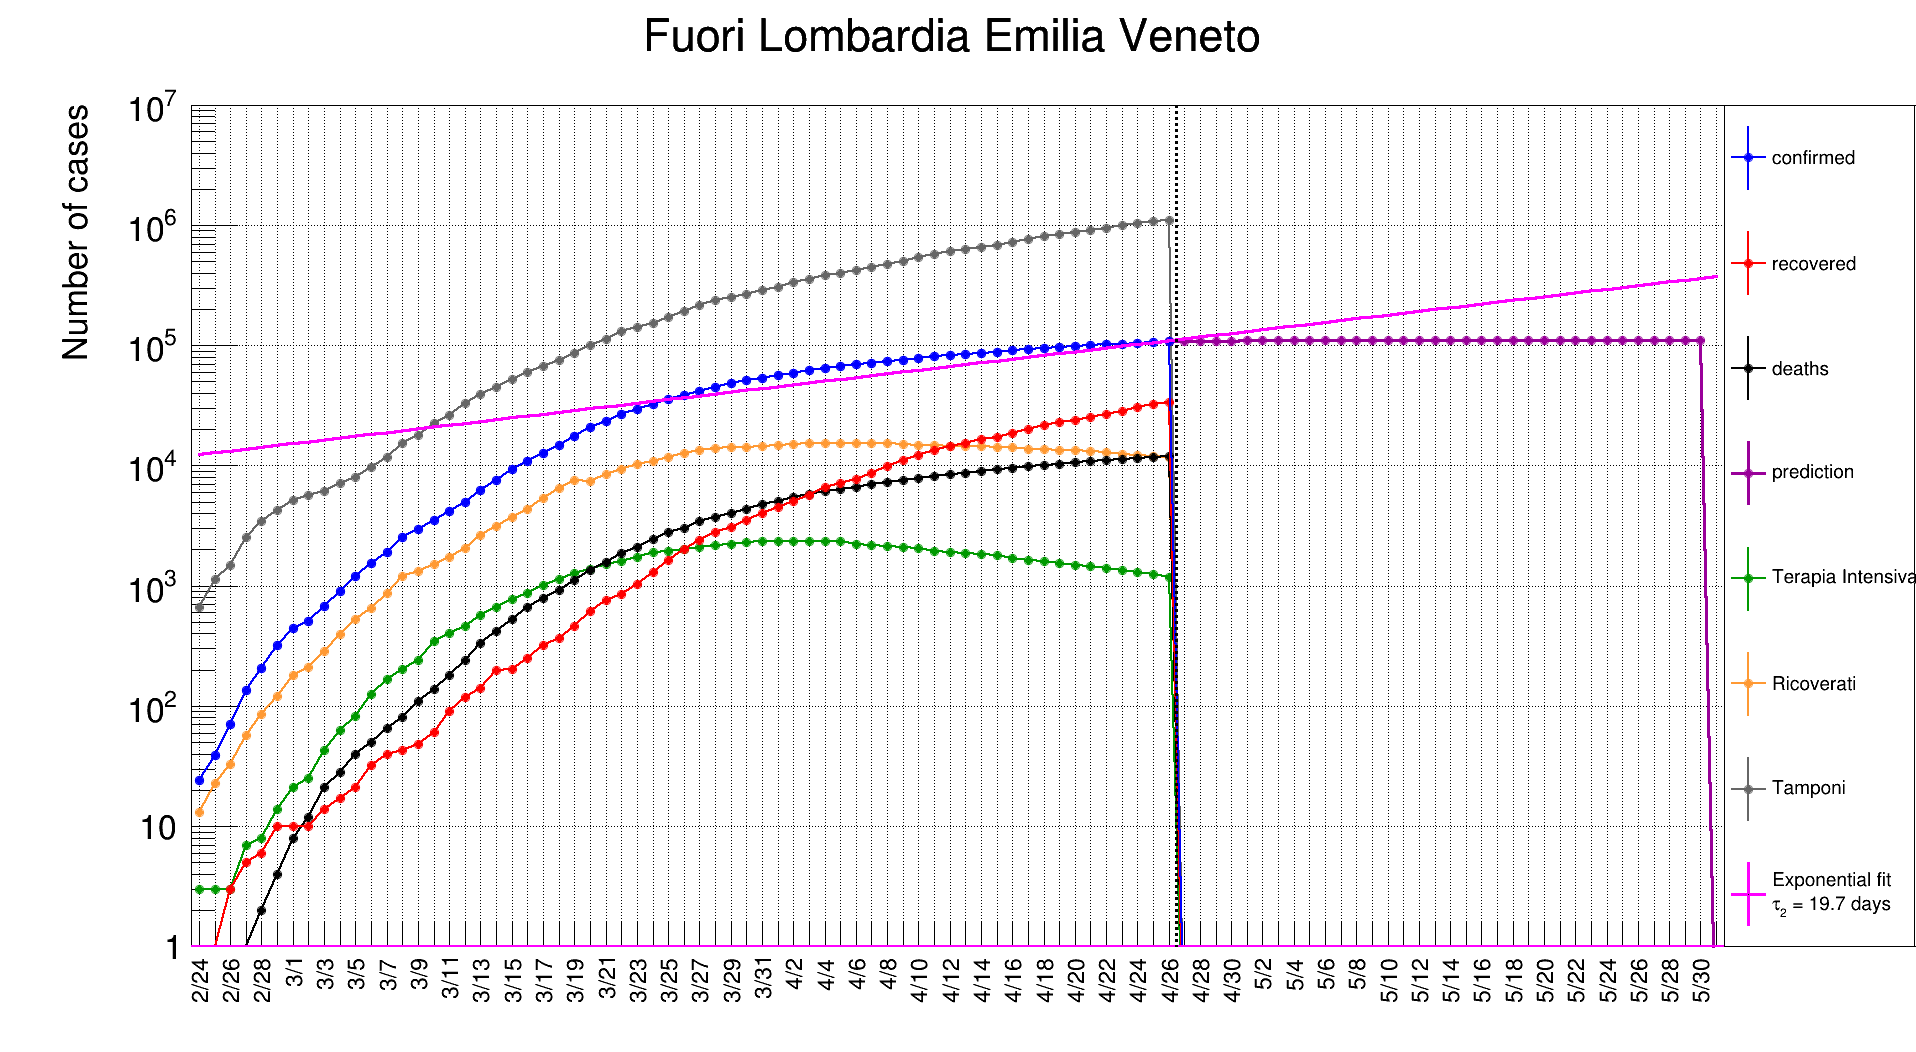 Fuori Lombardia Emilia Veneto
Number of cases
10^7
10^6
10^5
10^4
10^3
10^2
10
1
2/24 2/26 2/28 3/1 3/3 3/5 3/7 3/9 3/11 3/13 3/15 3/17 3/19 3/21 3/23 3/25 3/27 3/29 3/31 4/2 4/4 4/6 4/8 4/10 4/12 4/14 4/16 4/18 4/20 4/22 4/24 4/26 4/28 4/30 5/2 5/4 5/6 5/8 5/10 5/12 5/14 5/16 5/18 5/20 5/22 5/24 5/26 5/28 5/30
confirmed
recovered
deaths
prediction
Terapia Intensiva
Ricoverati
Tamponi
Exponential fit
τ₂ = 19.7 days